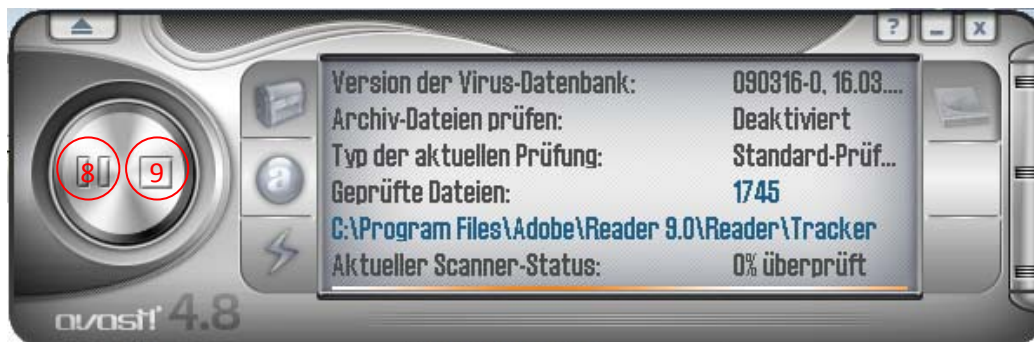 ? _ x
8 9
Version der Virus-Datenbank: 090316-0, 16.03....
Archiv-Dateien prüfen: Deaktiviert
Typ der aktuellen Prüfung: Standard-Prüf...
Geprüfte Dateien: 1745
C:\Program Files\Adobe\Reader 9.0\Reader\Tracker
Aktueller Scanner-Status: 0% überprüft
a
avast! 4.8